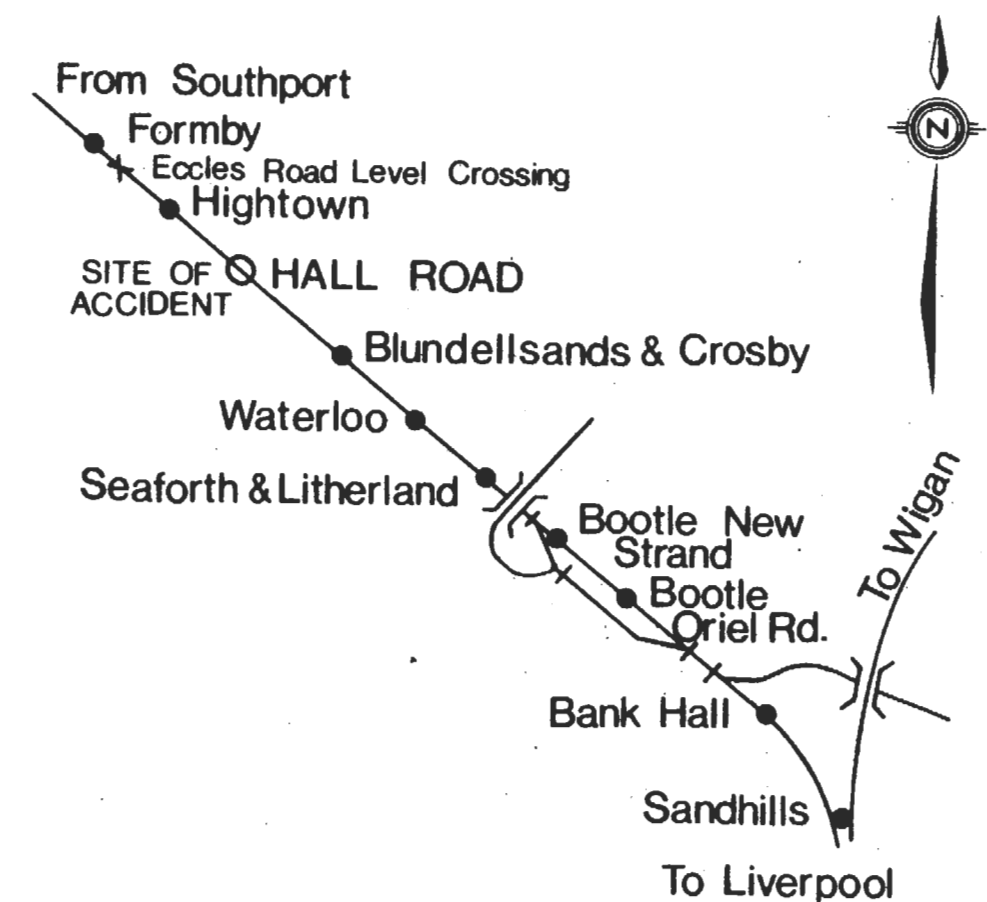 From Southport
Formby
Eccles Road Level Crossing
Hightown
SITE OF
ACCIDENT
HALL ROAD
Blundellsands & Crosby
Waterloo
Seaforth & Litherland
Bootle New
Strand
Bootle
Oriel Rd.
Bank Hall
Sandhills
To Liverpool
To Wigan
N